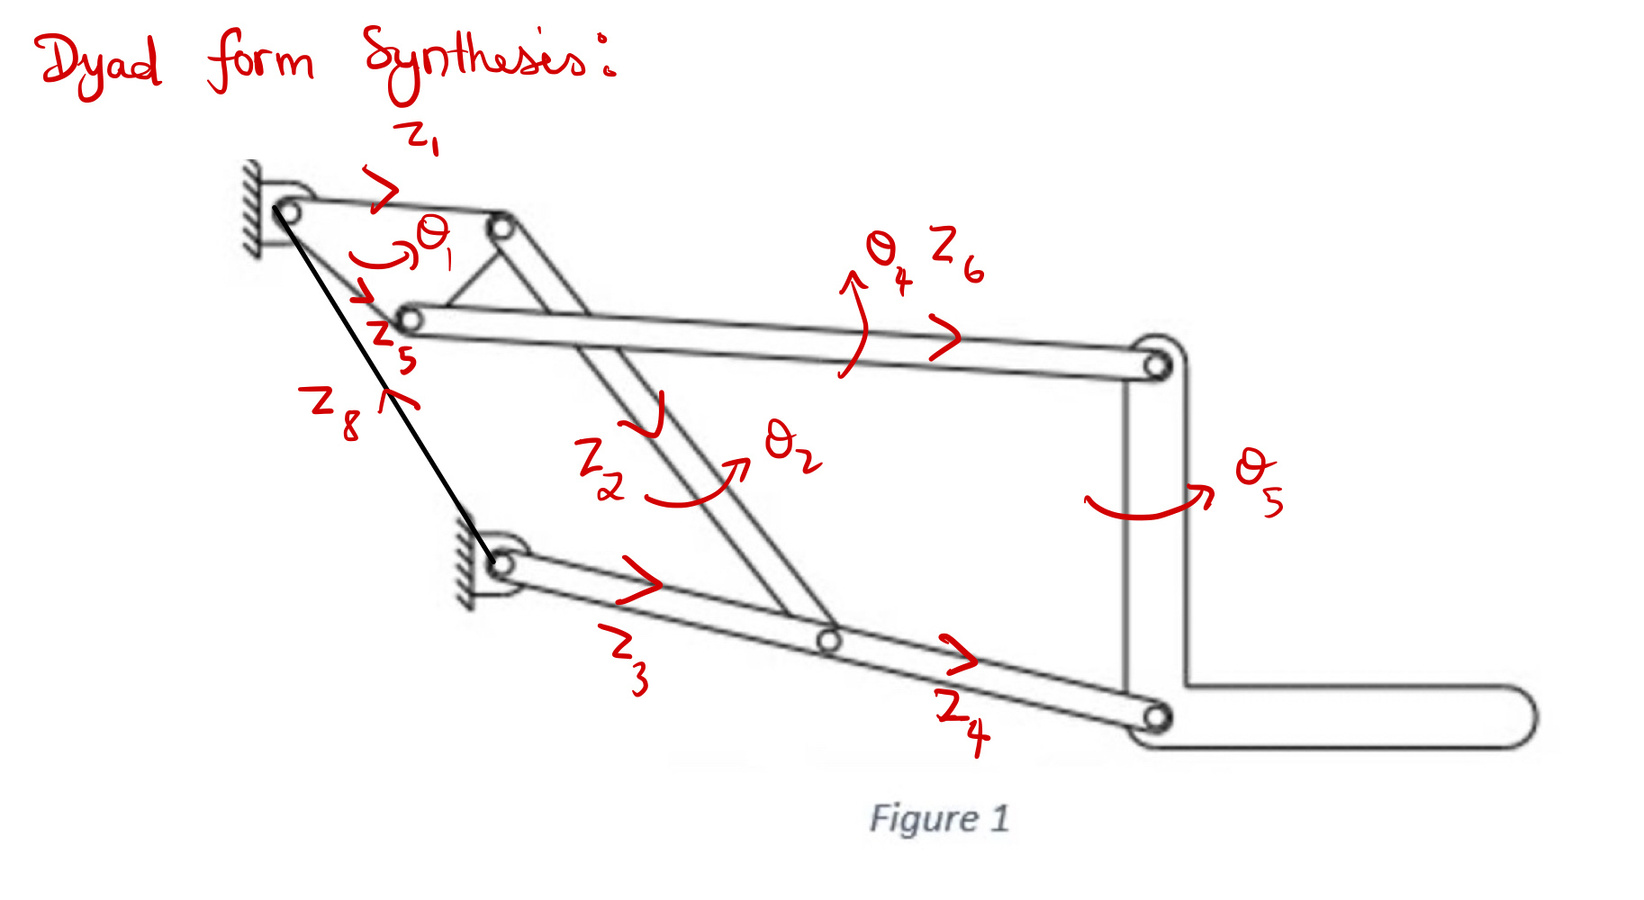 Dyad form Synthesis:
Z1
θ1
θ4 Z6
Z5
Z8
Z2
θ2
θ5
Z3
Z4
Figure 1